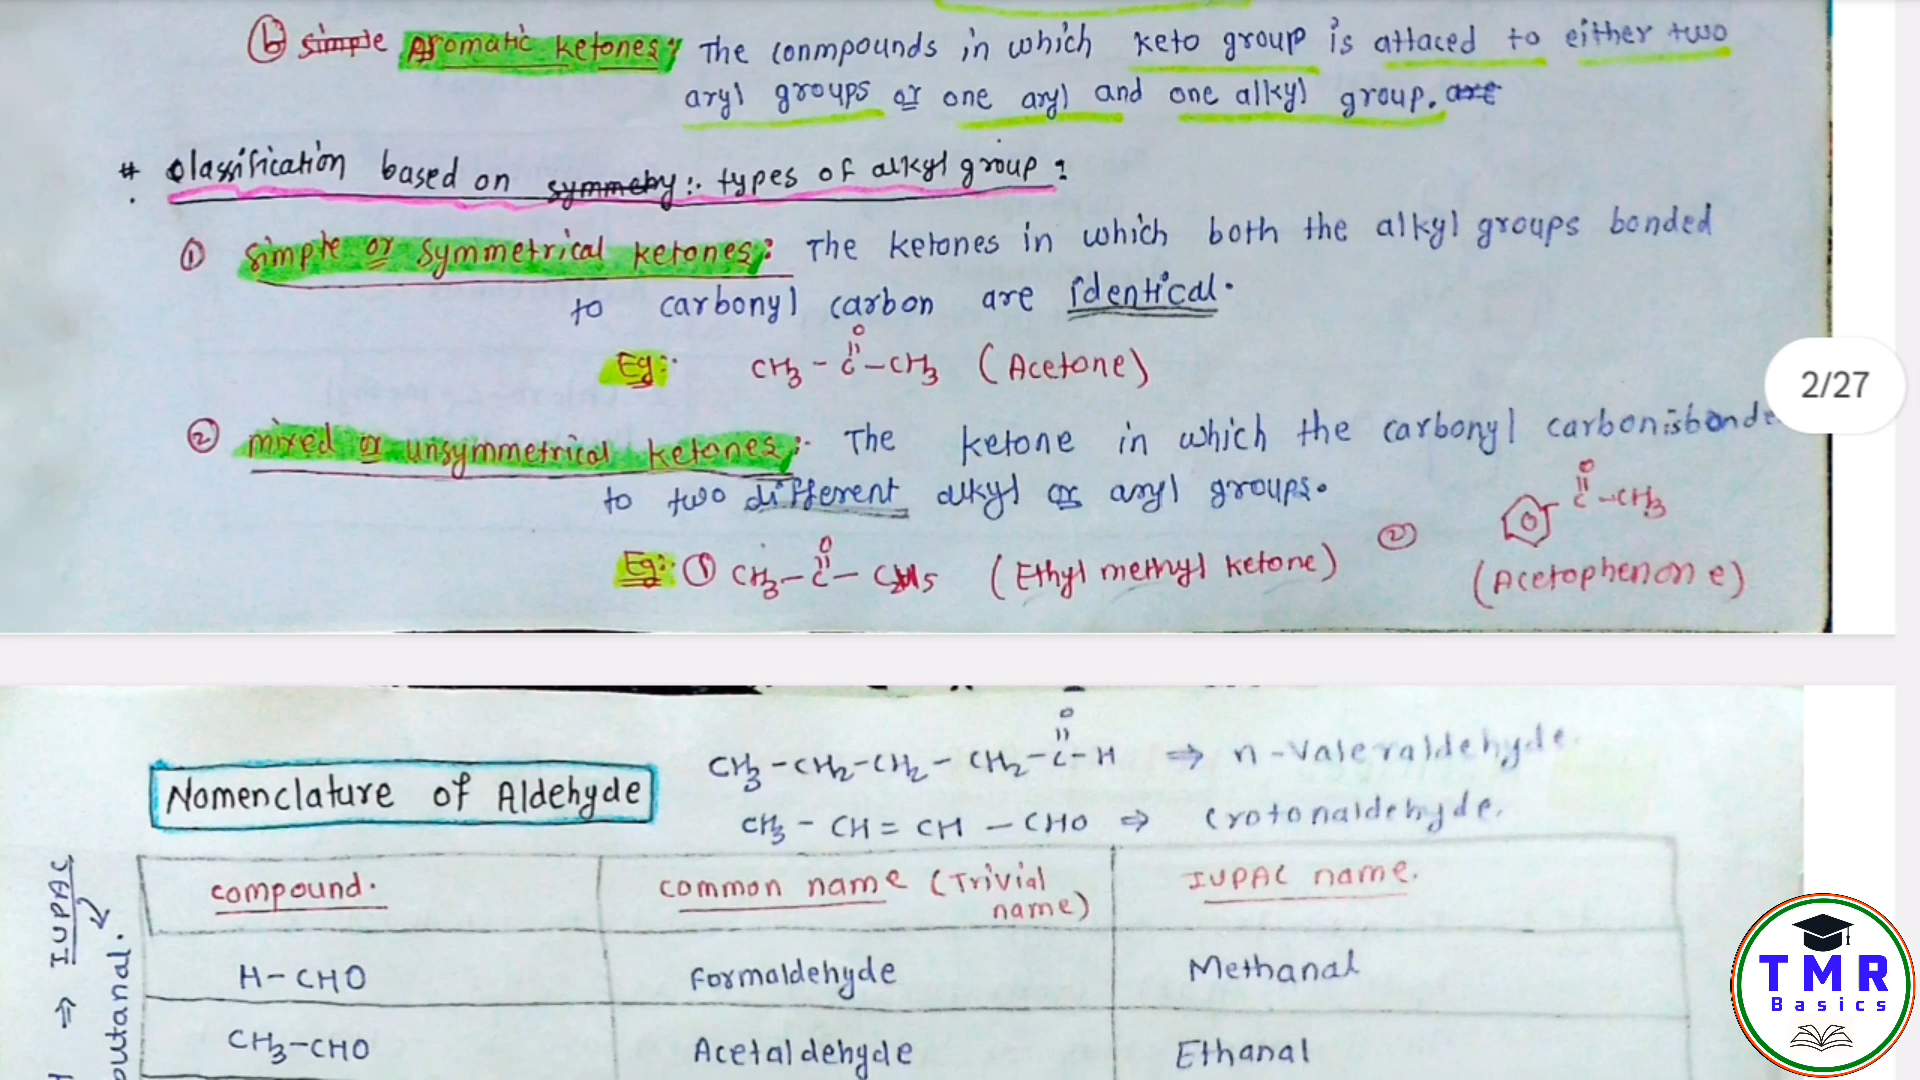 b simple Aromatic ketones: The conmpounds in which keto group is attaced to either two
aryl groups or one aryl and one alkyl group. are
# Classification based on symmetry:. types of alkyl group:
① Simple or symmetrical ketones: The ketones in which both the alkyl groups bonded
to carbonyl carbon are identical.
O
Eg:- CH3 - C - CH3 (Acetone)
2/27
② mixed or unsymmetrical ketones:- The ketone in which the carbonyl carbon is bonde
to two different alkyl or aryl groups.
O
② C - CH3
O
Eg:- ① CH3 - C - C2H5 (Ethyl methyl ketone)
(Acetophenone)
O
CH3 - CH2 - CH2 - CH2 - C - H ⇒ n-Valeraldehyde.
Nomenclature of Aldehyde
CH3 - CH = CH - CHO ⇒ crotonaldehyde.
compound. common name (Trivial name) IUPAC name.
H-CHO Formaldehyde Methanal
CH3-CHO Acetaldehyde Ethanal
⇒ IUPAC
butanal.
TMR
Basics